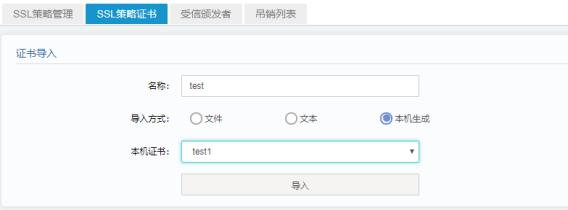 SSL策略管理 SSL策略证书 受信颁发者 吊销列表
证书导入
名称： test
导入方式： 文件 文本 本机生成
本机证书： test1
导入